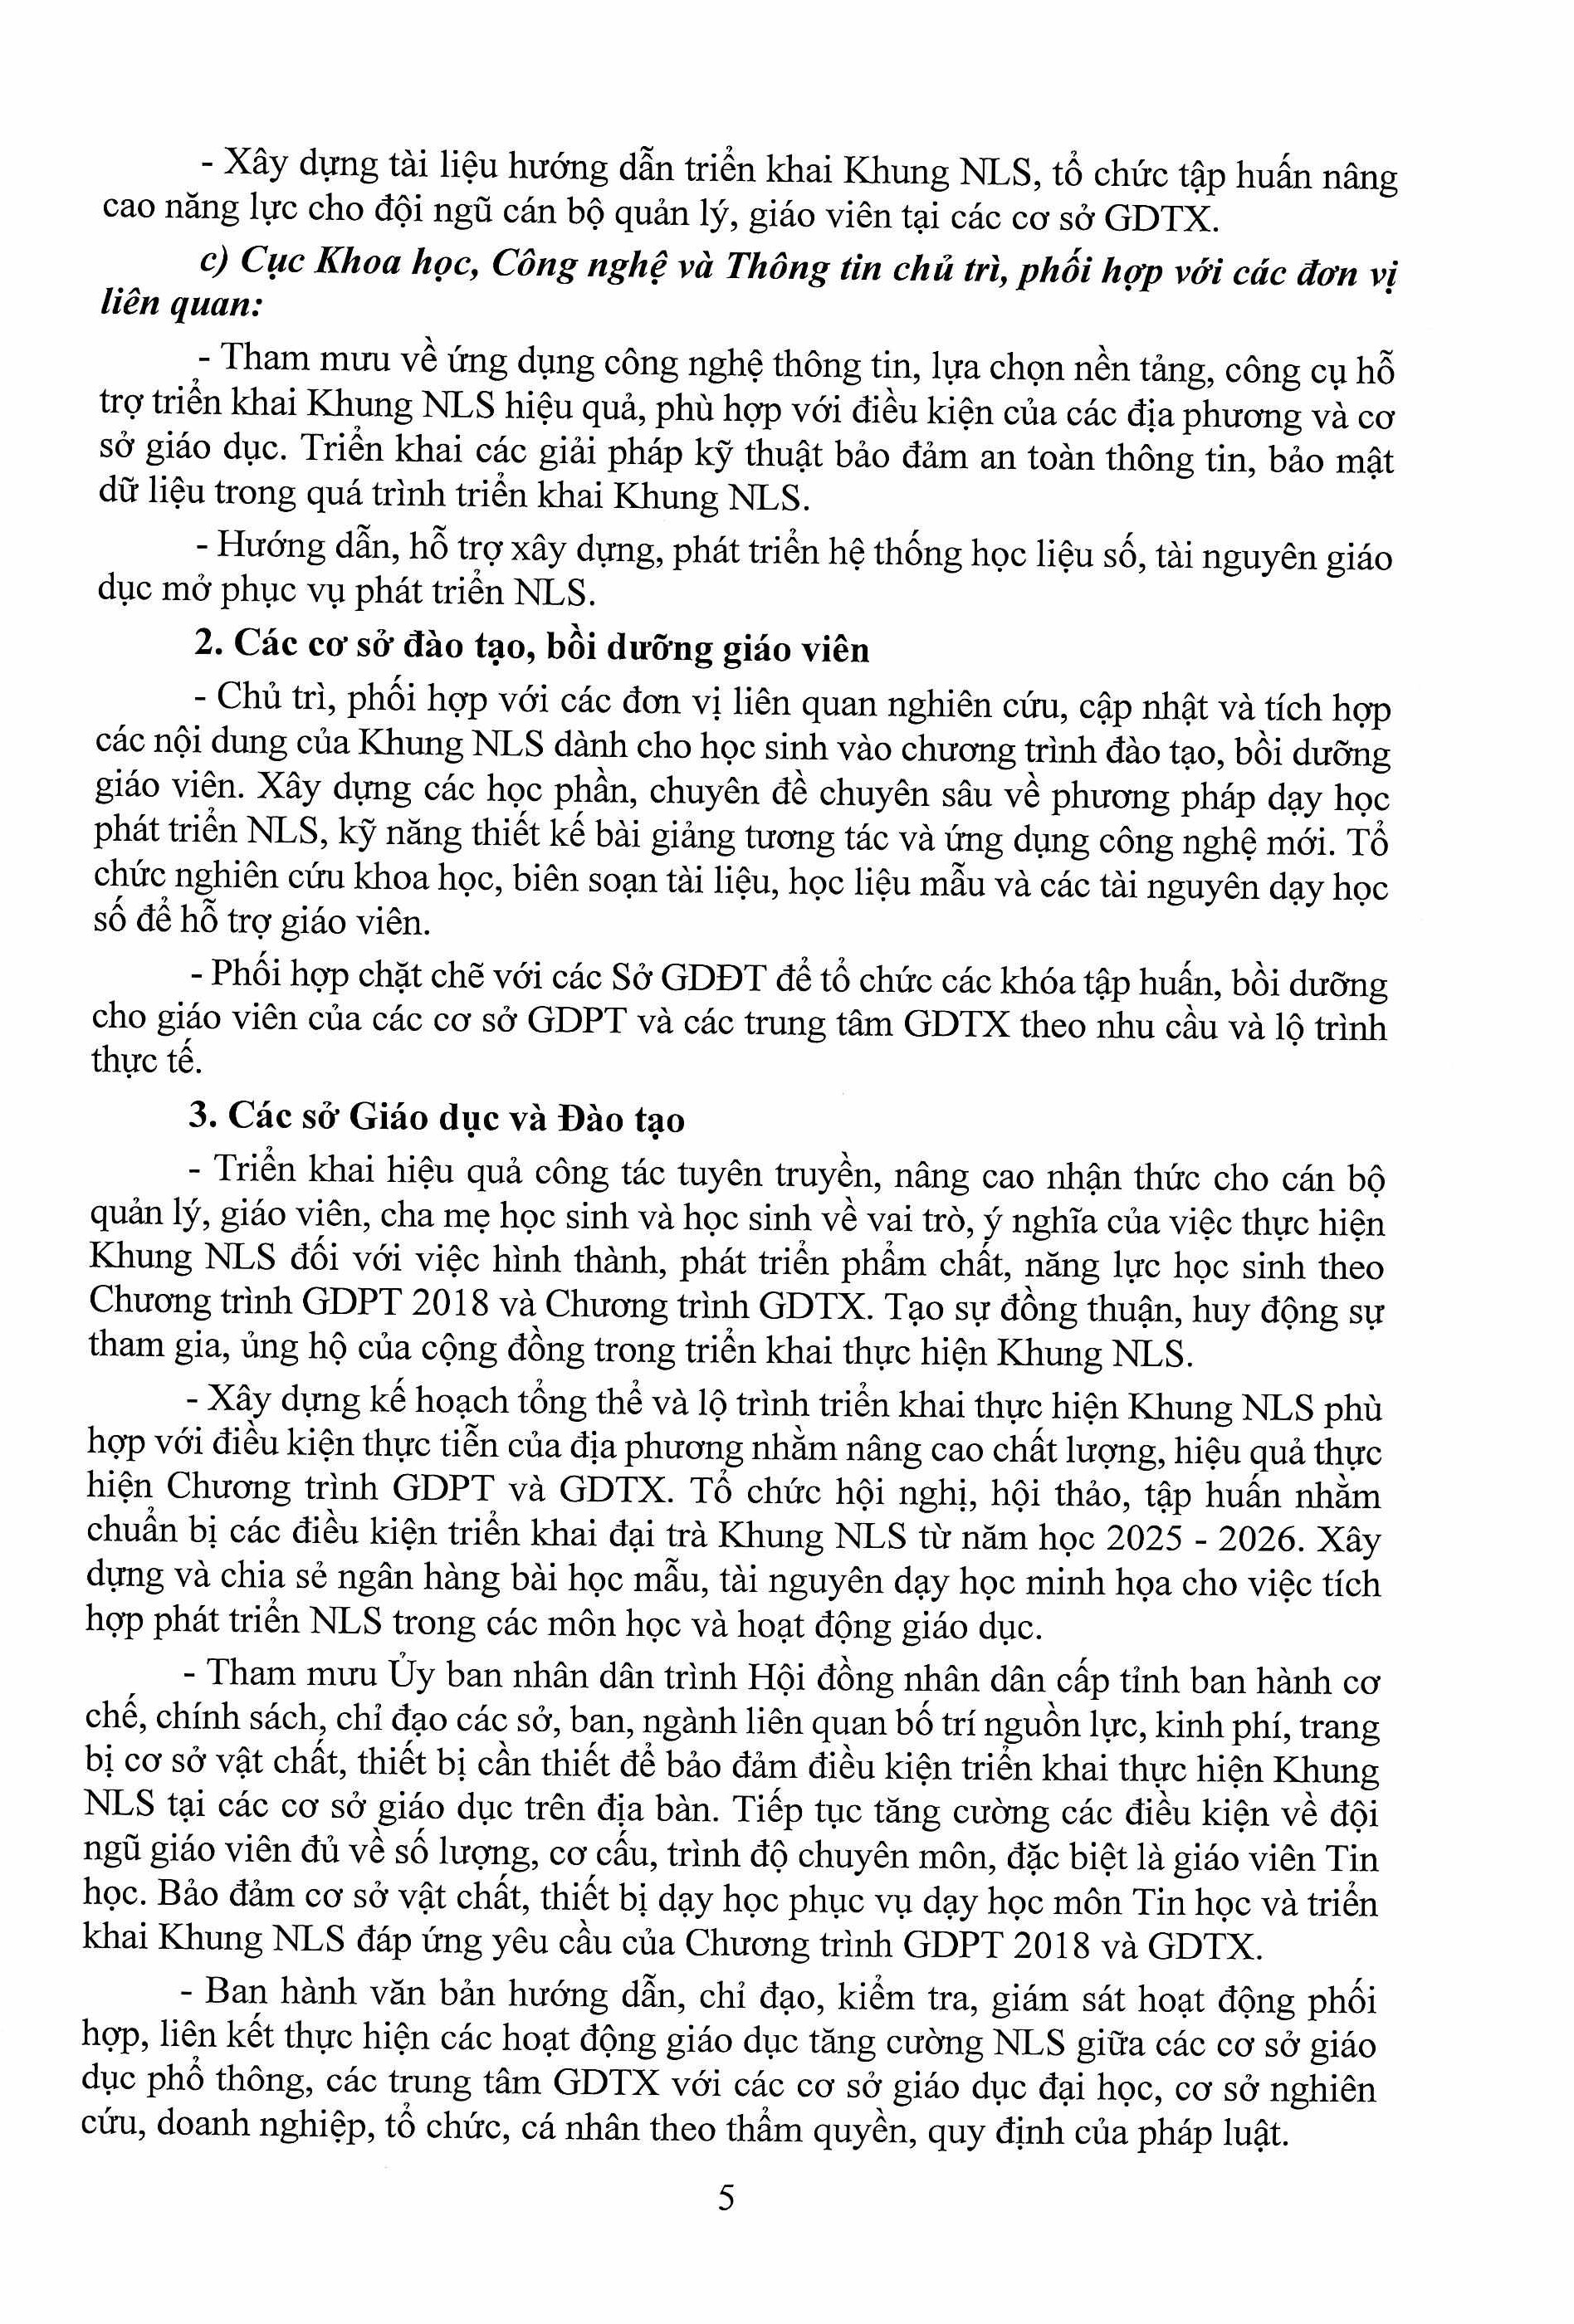 - Xây dựng tài liệu hướng dẫn triển khai Khung NLS, tổ chức tập huấn nâng
cao năng lực cho đội ngũ cán bộ quản lý, giáo viên tại các cơ sở GDTX.
c) Cục Khoa học, Công nghệ và Thông tin chủ trì, phối hợp với các đơn vị
liên quan:
- Tham mưu về ứng dụng công nghệ thông tin, lựa chọn nền tảng, công cụ hỗ
trợ triển khai Khung NLS hiệu quả, phù hợp với điều kiện của các địa phương và cơ
sở giáo dục. Triển khai các giải pháp kỹ thuật bảo đảm an toàn thông tin, bảo mật
dữ liệu trong quá trình triển khai Khung NLS.
- Hướng dẫn, hỗ trợ xây dựng, phát triển hệ thống học liệu số, tài nguyên giáo
dục mở phục vụ phát triển NLS.
2. Các cơ sở đào tạo, bồi dưỡng giáo viên
- Chủ trì, phối hợp với các đơn vị liên quan nghiên cứu, cập nhật và tích hợp
các nội dung của Khung NLS dành cho học sinh vào chương trình đào tạo, bồi dưỡng
giáo viên. Xây dựng các học phần, chuyên đề chuyên sâu về phương pháp dạy học
phát triển NLS, kỹ năng thiết kế bài giảng tương tác và ứng dụng công nghệ mới. Tổ
chức nghiên cứu khoa học, biên soạn tài liệu, học liệu mẫu và các tài nguyên dạy học
số để hỗ trợ giáo viên.
- Phối hợp chặt chẽ với các Sở GDĐT để tổ chức các khóa tập huấn, bồi dưỡng
cho giáo viên của các cơ sở GDPT và các trung tâm GDTX theo nhu cầu và lộ trình
thực tế.
3. Các sở Giáo dục và Đào tạo
- Triển khai hiệu quả công tác tuyên truyền, nâng cao nhận thức cho cán bộ
quản lý, giáo viên, cha mẹ học sinh và học sinh về vai trò, ý nghĩa của việc thực hiện
Khung NLS đối với việc hình thành, phát triển phẩm chất, năng lực học sinh theo
Chương trình GDPT 2018 và Chương trình GDTX. Tạo sự đồng thuận, huy động sự
tham gia, ủng hộ của cộng đồng trong triển khai thực hiện Khung NLS.
- Xây dựng kế hoạch tổng thể và lộ trình triển khai thực hiện Khung NLS phù
hợp với điều kiện thực tiễn của địa phương nhằm nâng cao chất lượng, hiệu quả thực
hiện Chương trình GDPT và GDTX. Tổ chức hội nghị, hội thảo, tập huấn nhằm
chuẩn bị các điều kiện triển khai đại trà Khung NLS từ năm học 2025 - 2026. Xây
dựng và chia sẻ ngân hàng bài học mẫu, tài nguyên dạy học minh họa cho việc tích
hợp phát triển NLS trong các môn học và hoạt động giáo dục.
- Tham mưu Ủy ban nhân dân trình Hội đồng nhân dân cấp tỉnh ban hành cơ
chế, chính sách, chỉ đạo các sở, ban, ngành liên quan bố trí nguồn lực, kinh phí, trang
bị cơ sở vật chất, thiết bị cần thiết để bảo đảm điều kiện triển khai thực hiện Khung
NLS tại các cơ sở giáo dục trên địa bàn. Tiếp tục tăng cường các điều kiện về đội
ngũ giáo viên đủ về số lượng, cơ cấu, trình độ chuyên môn, đặc biệt là giáo viên Tin
học. Bảo đảm cơ sở vật chất, thiết bị dạy học phục vụ dạy học môn Tin học và triển
khai Khung NLS đáp ứng yêu cầu của Chương trình GDPT 2018 và GDTX.
- Ban hành văn bản hướng dẫn, chỉ đạo, kiểm tra, giám sát hoạt động phối
hợp, liên kết thực hiện các hoạt động giáo dục tăng cường NLS giữa các cơ sở giáo
dục phổ thông, các trung tâm GDTX với các cơ sở giáo dục đại học, cơ sở nghiên
cứu, doanh nghiệp, tổ chức, cá nhân theo thẩm quyền, quy định của pháp luật.
5